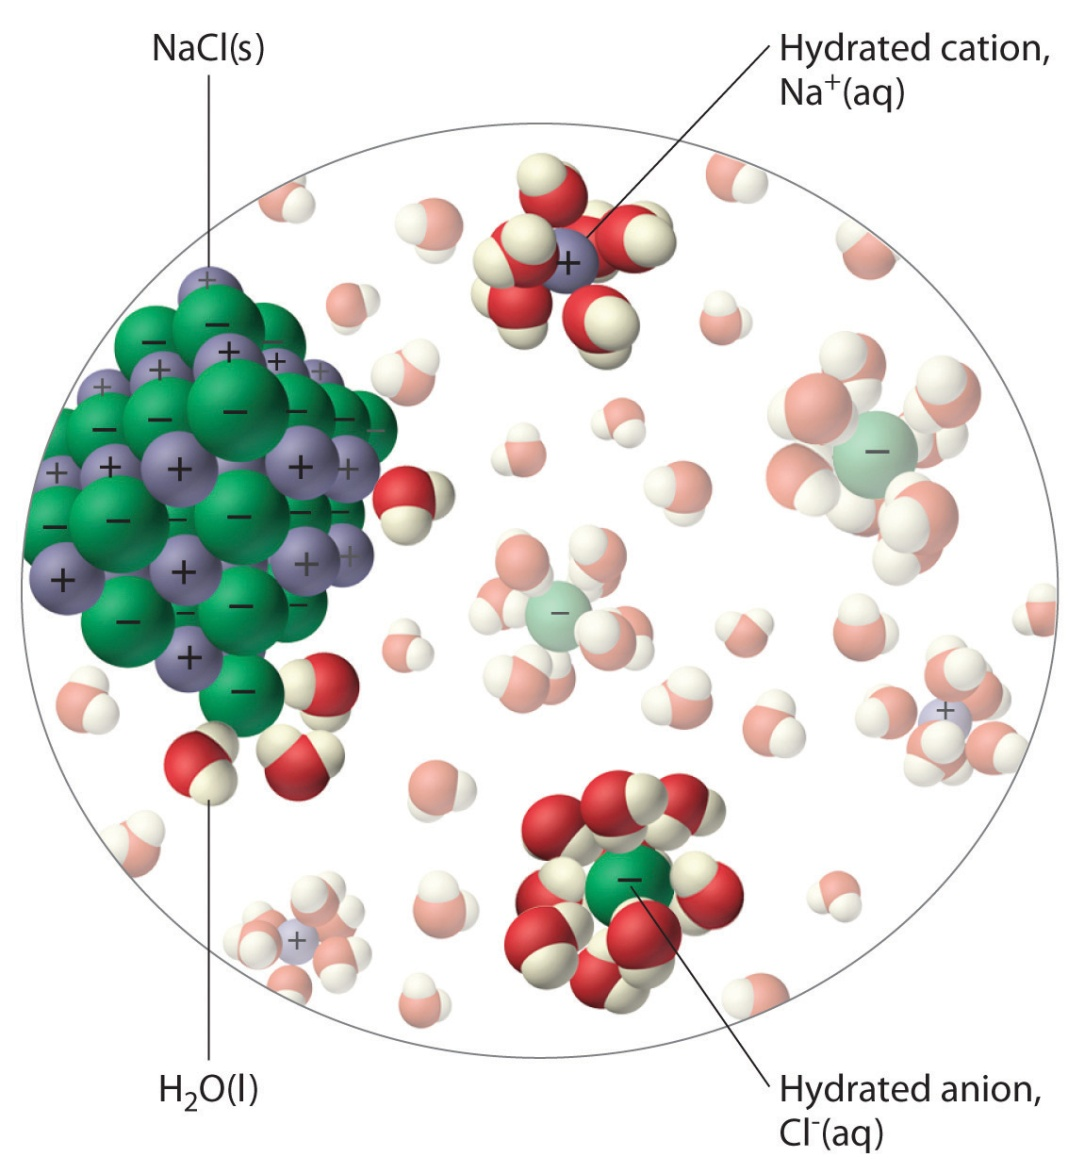 NaCl(s)
Hydrated cation,
Na⁺(aq)
H₂O(l)
Hydrated anion,
Cl⁻(aq)